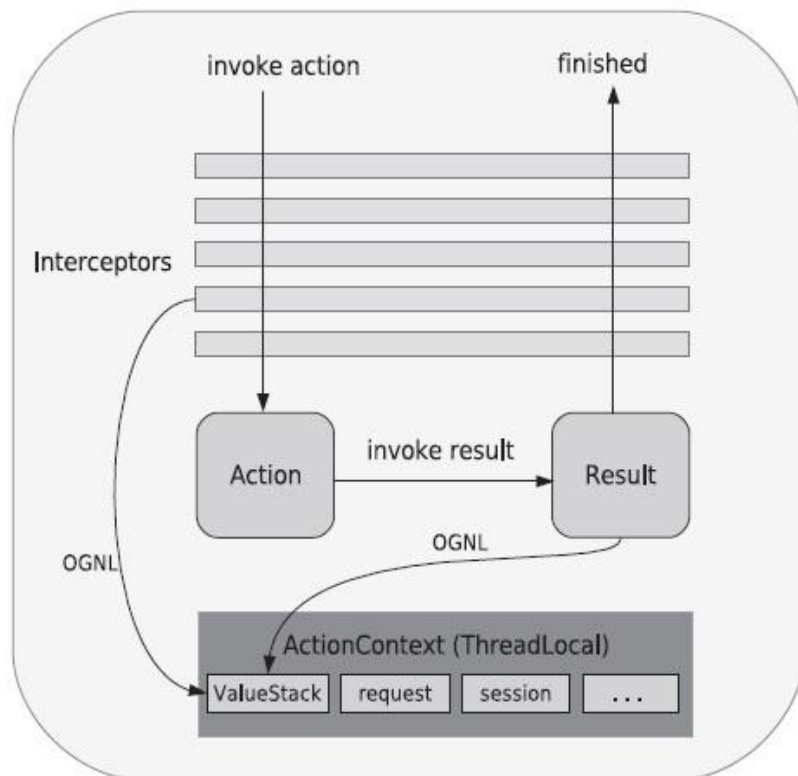 invoke action
finished
Interceptors
Action
invoke result
Result
OGNL
OGNL
ActionContext (ThreadLocal)
ValueStack
request
session
...